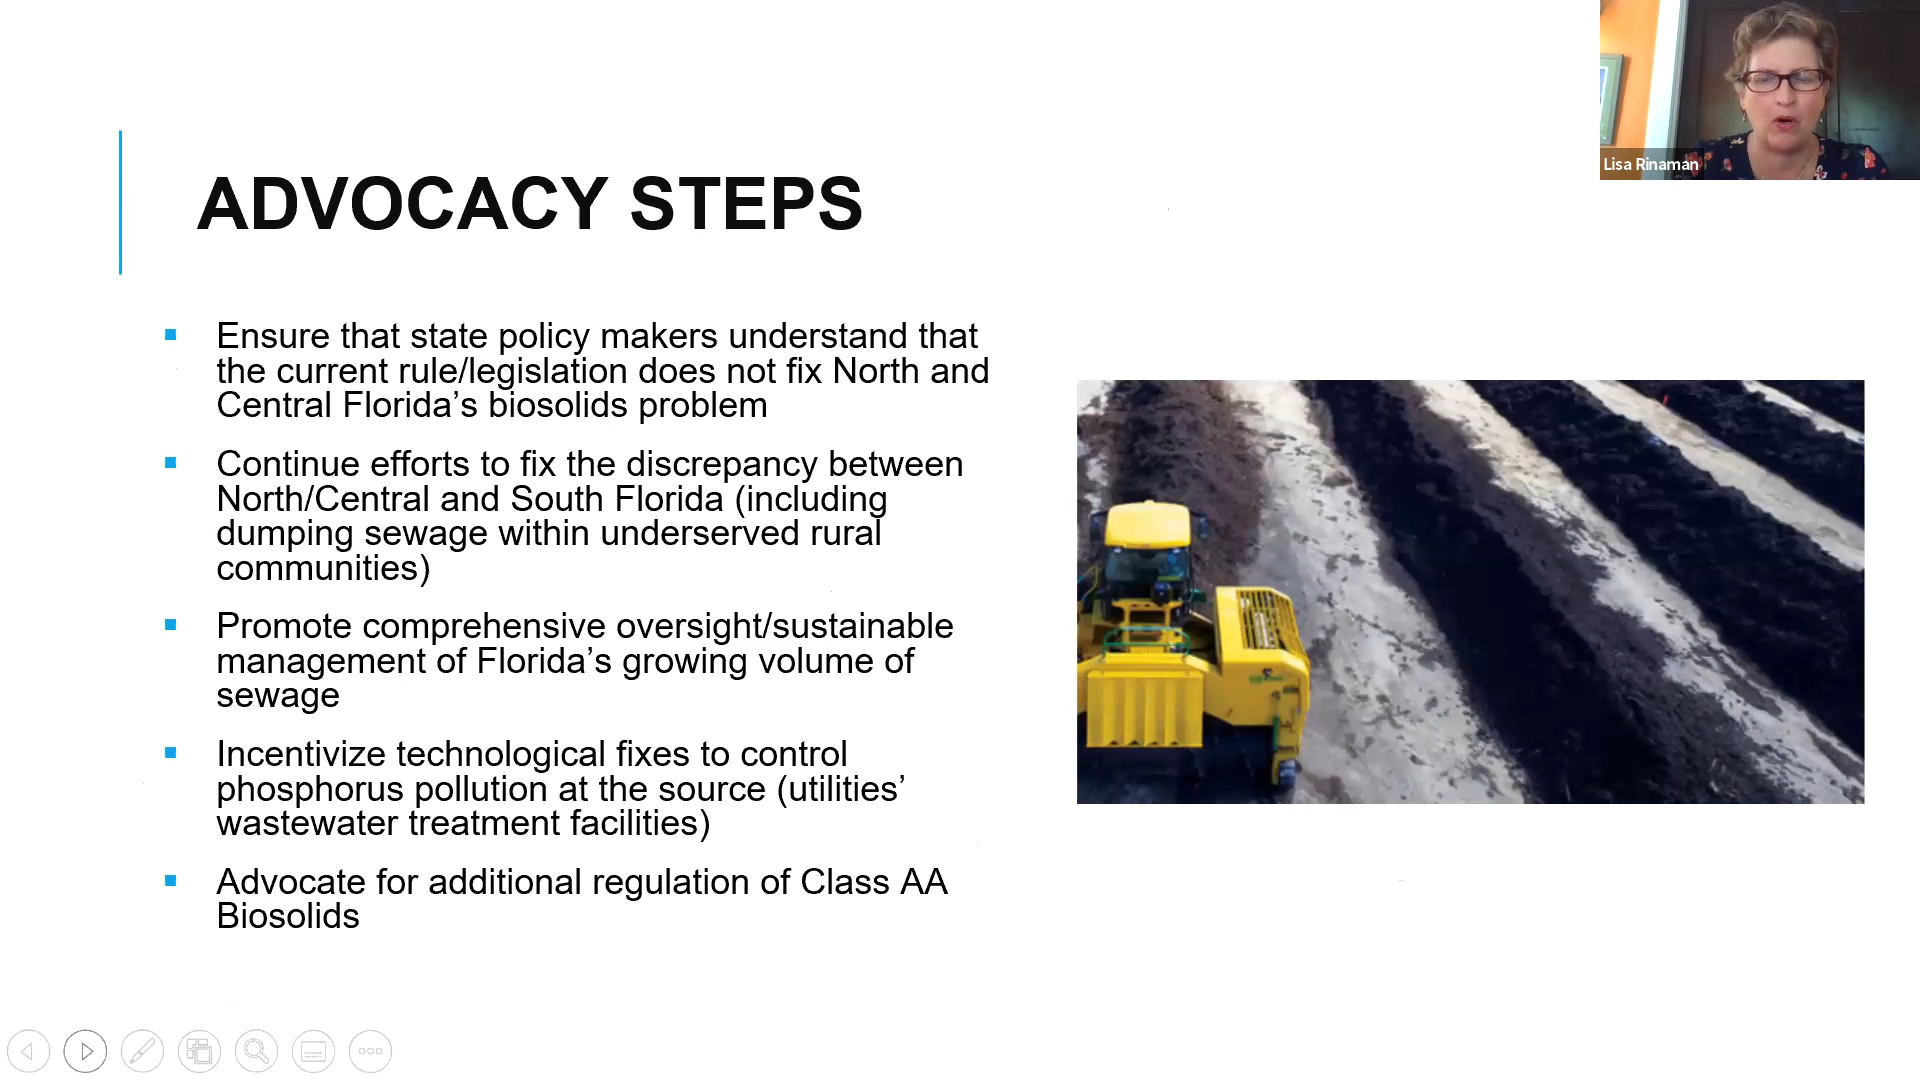 Lisa Rinaman
ADVOCACY STEPS
Ensure that state policy makers understand that
the current rule/legislation does not fix North and
Central Florida’s biosolids problem
Continue efforts to fix the discrepancy between
North/Central and South Florida (including
dumping sewage within underserved rural
communities)
Promote comprehensive oversight/sustainable
management of Florida’s growing volume of
sewage
Incentivize technological fixes to control
phosphorus pollution at the source (utilities’
wastewater treatment facilities)
Advocate for additional regulation of Class AA
Biosolids